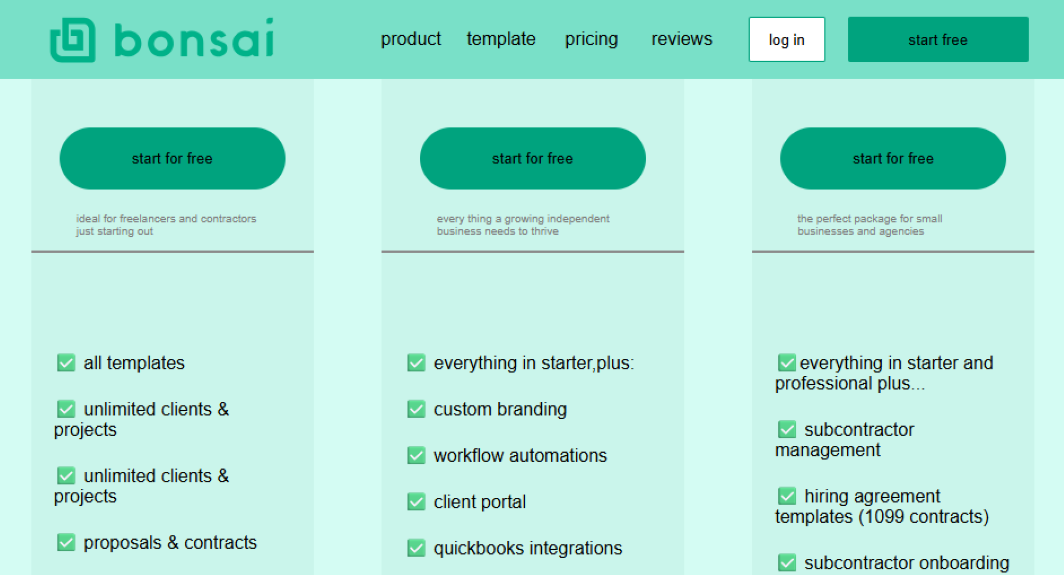 bonsai
product template pricing reviews log in start free
start for free
ideal for freelancers and contractors
just starting out
✅ all templates
✅ unlimited clients &
projects
✅ unlimited clients &
projects
✅ proposals & contracts
start for free
every thing a growing independent
business needs to thrive
✅ everything in starter,plus:
✅ custom branding
✅ workflow automations
✅ client portal
✅ quickbooks integrations
start for free
the perfect package for small
businesses and agencies
✅everything in starter and
professional plus...
✅ subcontractor
management
✅ hiring agreement
templates (1099 contracts)
✅ subcontractor onboarding